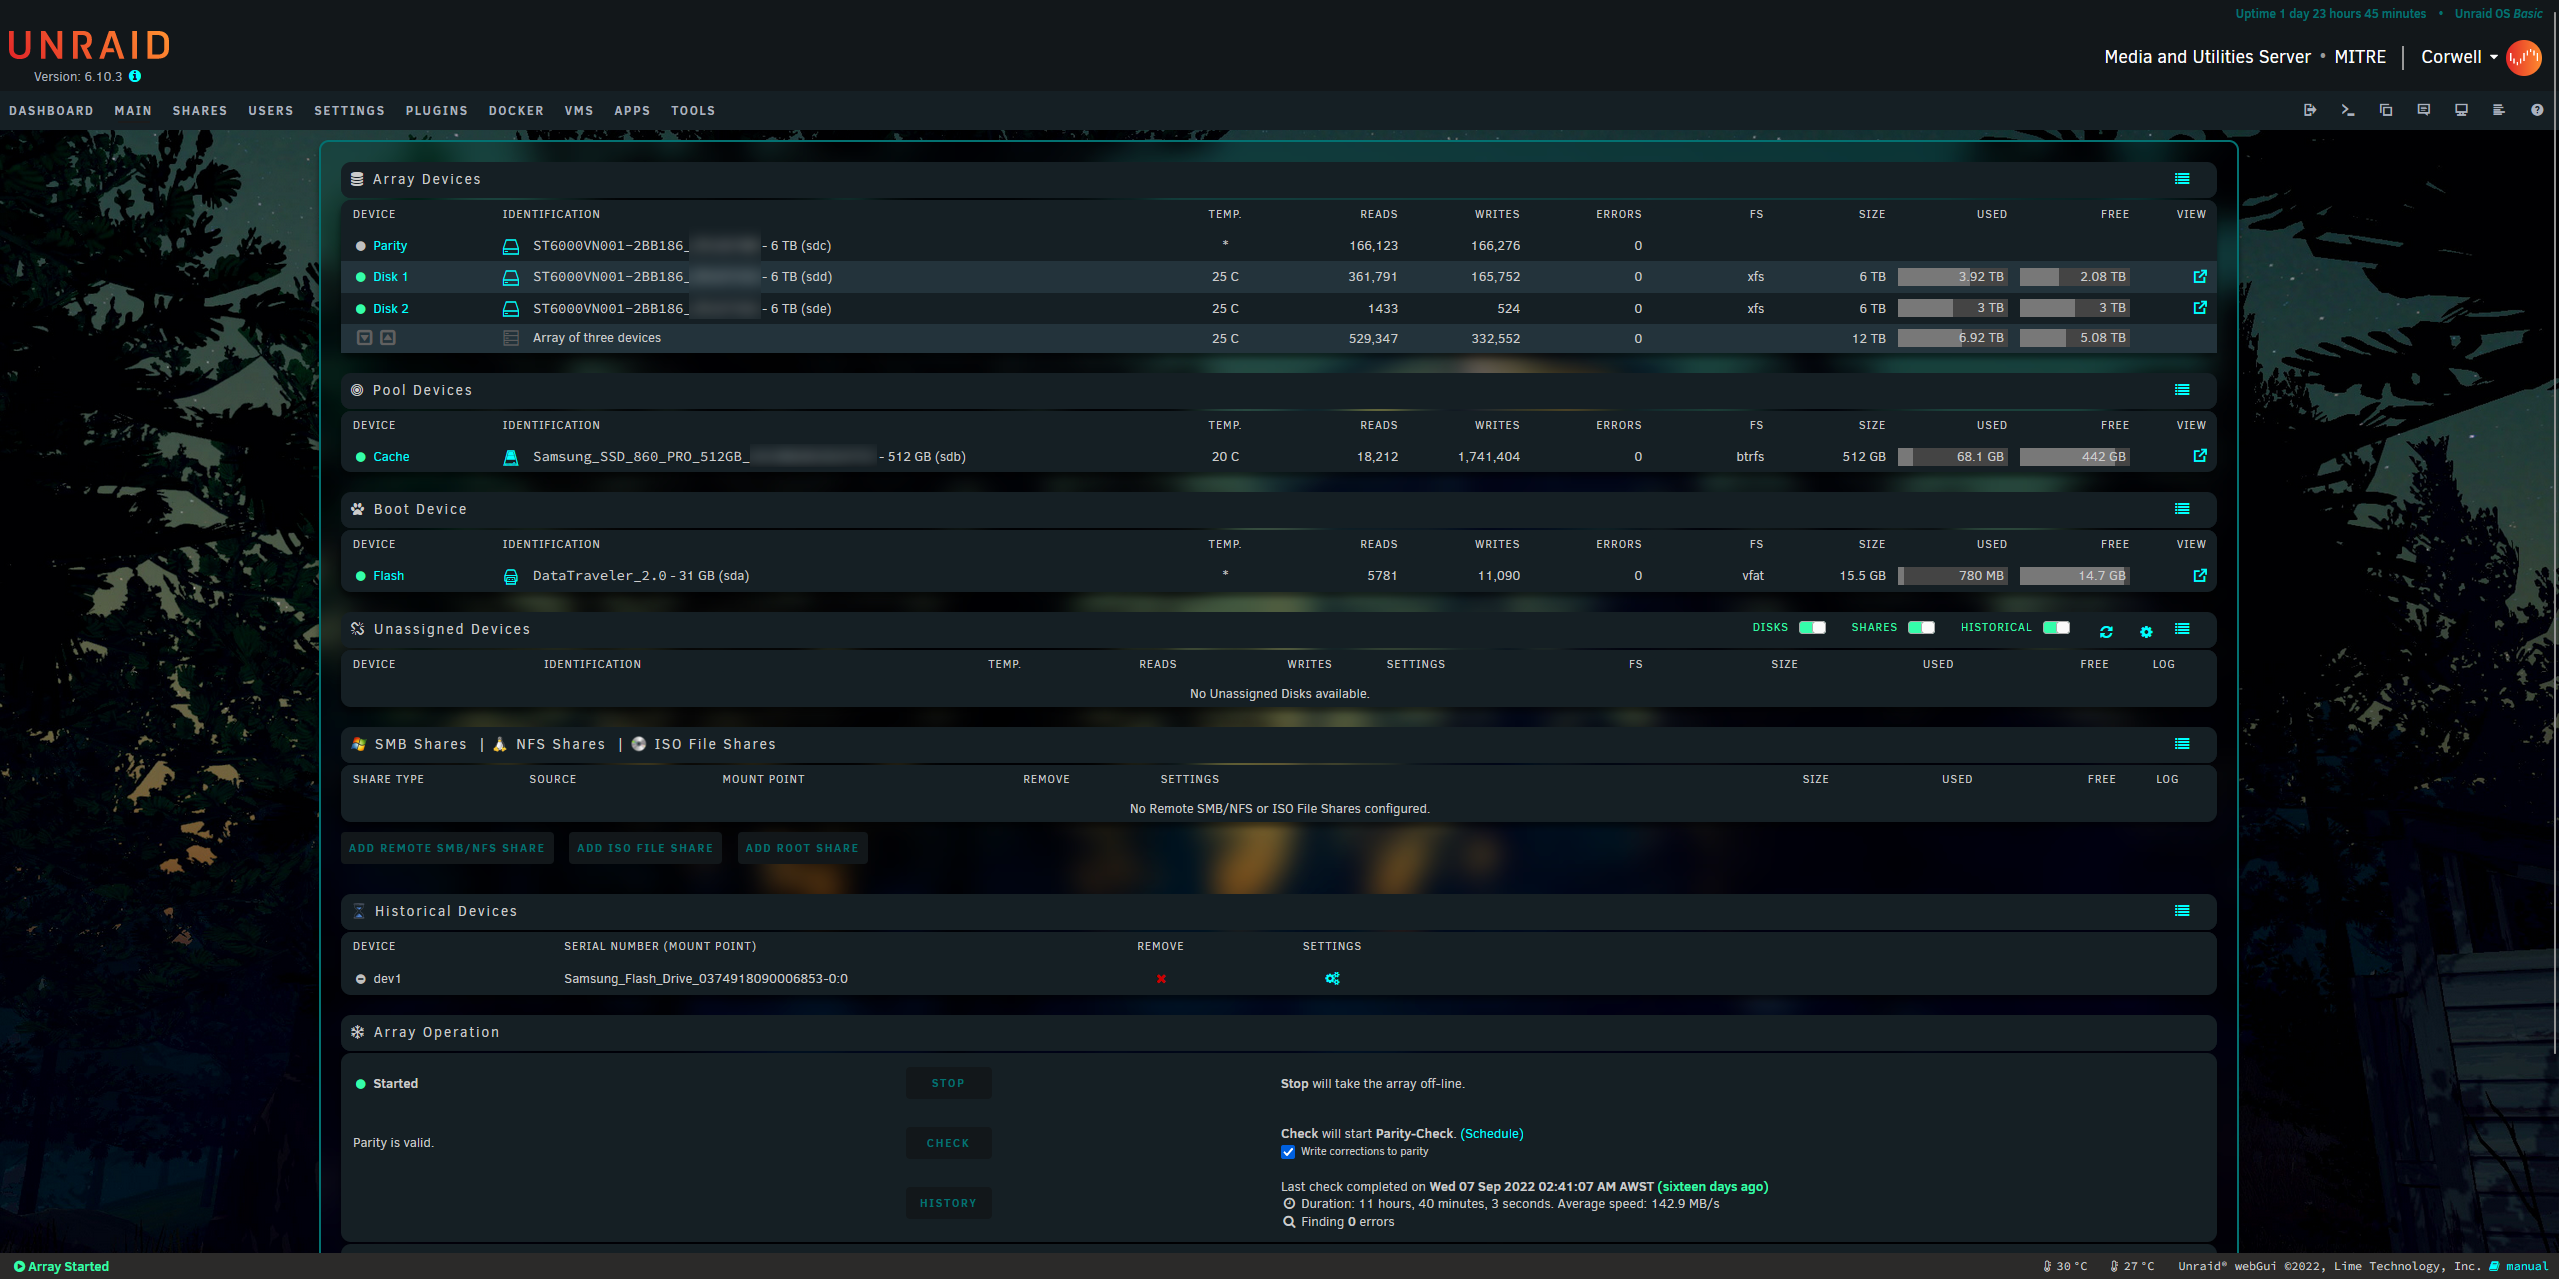 Uptime 1 day 23 hours 45 minutes • Unraid OS Basic
UNRAID
Version: 6.10.3
Media and Utilities Server • MITRE | Corwell
DASHBOARD MAIN SHARES USERS SETTINGS PLUGINS DOCKER VMS APPS TOOLS
Array Devices
DEVICE IDENTIFICATION TEMP. READS WRITES ERRORS FS SIZE USED FREE VIEW
Parity ST6000VN001-2BB186_ - 6 TB (sdc) * 166,123 166,276 0
Disk 1 ST6000VN001-2BB186_ - 6 TB (sdd) 25 C 361,791 165,752 0 xfs 6 TB 3.92 TB 2.08 TB
Disk 2 ST6000VN001-2BB186_ - 6 TB (sde) 25 C 1433 524 0 xfs 6 TB 3 TB 3 TB
Array of three devices 25 C 529,347 332,552 0 12 TB 6.92 TB 5.08 TB
Pool Devices
DEVICE IDENTIFICATION TEMP. READS WRITES ERRORS FS SIZE USED FREE VIEW
Cache Samsung_SSD_860_PRO_512GB_ - 512 GB (sdb) 20 C 18,212 1,741,404 0 btrfs 512 GB 68.1 GB 442 GB
Boot Device
DEVICE IDENTIFICATION TEMP. READS WRITES ERRORS FS SIZE USED FREE VIEW
Flash DataTraveler_2.0 - 31 GB (sda) * 5781 11,090 0 vfat 15.5 GB 780 MB 14.7 GB
Unassigned Devices DISKS SHARES HISTORICAL
DEVICE IDENTIFICATION TEMP. READS WRITES SETTINGS FS SIZE USED FREE LOG
No Unassigned Disks available.
SMB Shares | NFS Shares | ISO File Shares
SHARE TYPE SOURCE MOUNT POINT REMOVE SETTINGS SIZE USED FREE LOG
No Remote SMB/NFS or ISO File Shares configured.
ADD REMOTE SMB/NFS SHARE ADD ISO FILE SHARE ADD ROOT SHARE
Historical Devices
DEVICE SERIAL NUMBER (MOUNT POINT) REMOVE SETTINGS
dev1 Samsung_Flash_Drive_0374918090006853-0:0
Array Operation
Started STOP Stop will take the array off-line.
Parity is valid. CHECK Check will start Parity-Check. (Schedule)
Write corrections to parity
HISTORY Last check completed on Wed 07 Sep 2022 02:41:07 AM AWST (sixteen days ago)
Duration: 11 hours, 40 minutes, 3 seconds. Average speed: 142.9 MB/s
Finding 0 errors
Array Started 30 °C 27 °C Unraid® webGui ©2022, Lime Technology, Inc. manual